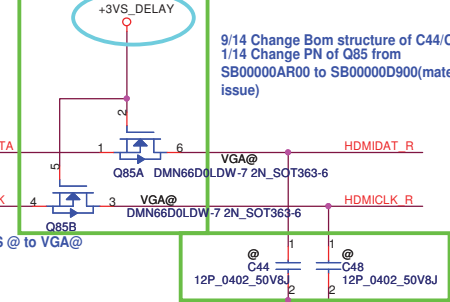 +3VS_DELAY
9/14 Change Bom structure of C44/C
1/14 Change PN of Q85 from
SB00000AR00 to SB00000D900(mate
issue)
2
TA 1 6 HDMIDAT_R
VGA@
Q85A DMN66D0LDW-7 2N_SOT363-6
5
K 4 3 VGA@ HDMICLK_R
DMN66D0LDW-7 2N_SOT363-6
Q85B
S @ to VGA@
1 1
@ @
C44 C48
12P_0402_50V8J 12P_0402_50V8J
2 2